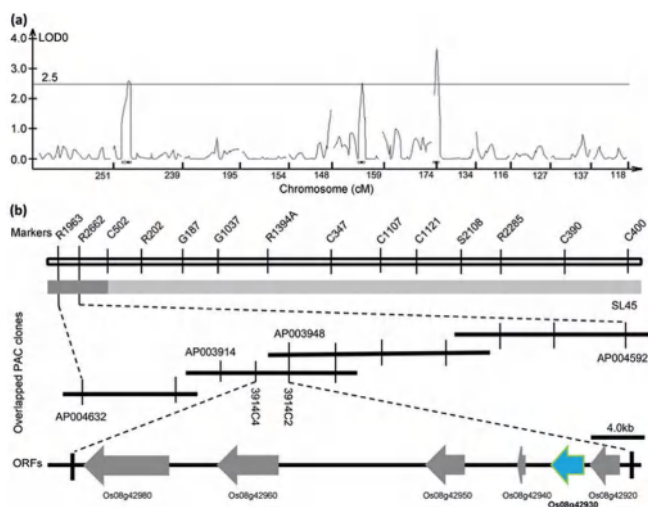 (a)
LOD0
4.0
3.0
2.5
2.0
1.0
0.0
251 239 195 154 148 159 174 134 116 127 137 118
Chromosome (cM)
(b)
Markers R1963 R2662 C502 R202 G187 G1037 R1394A C347 C1107 C1121 S2108 R2285 C390 C400
SL45
Overlapped PAC clones
AP003948
AP003914
AP004592
AP004632
3914C4 3914C2
4.0kb
ORFs
Os08g42980 Os08g42960 Os08g42950 Os08g42940 Os08g42920
Os08g42930